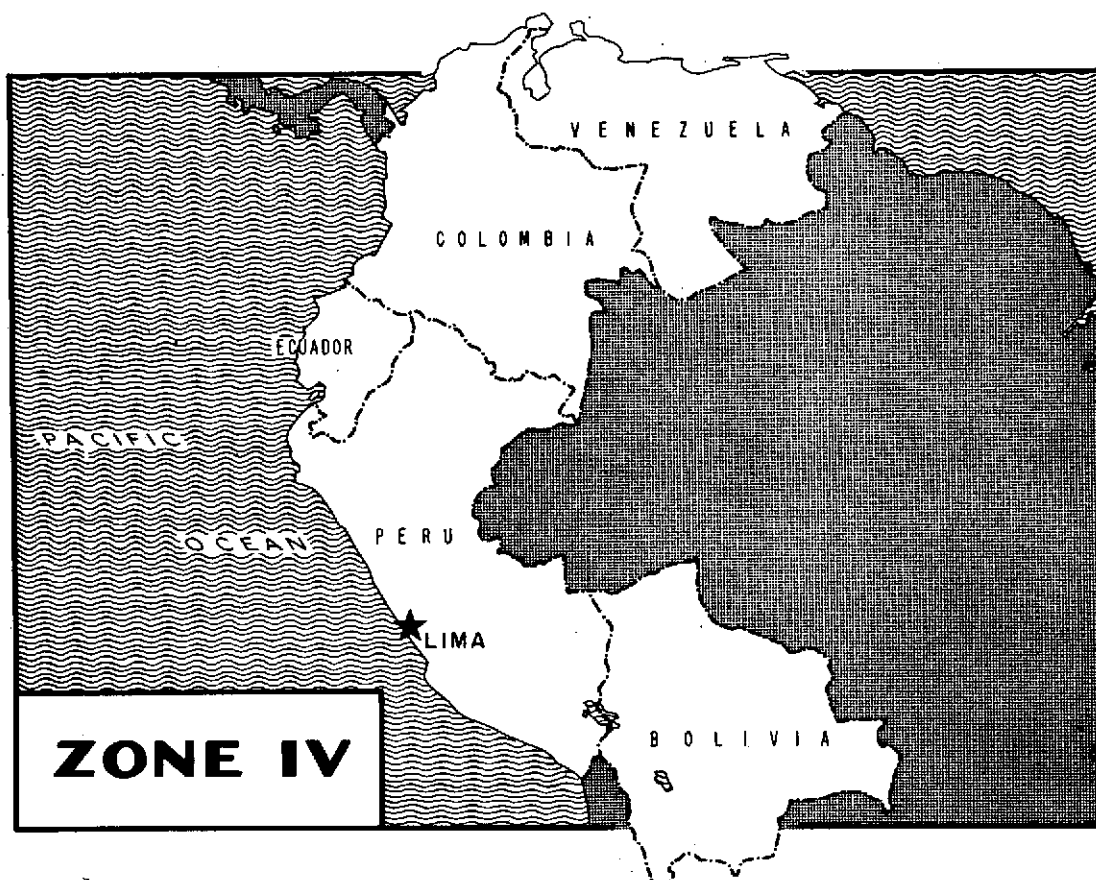 VENEZUELA
COLOMBIA
ECUADOR
PACIFIC
OCEAN
PERU
LIMA
BOLIVIA
ZONE IV